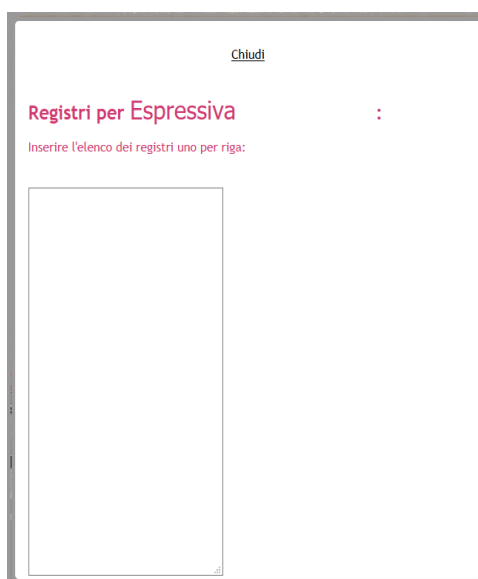 Chiudi
Registri per Espressiva :
Inserire l'elenco dei registri uno per riga: